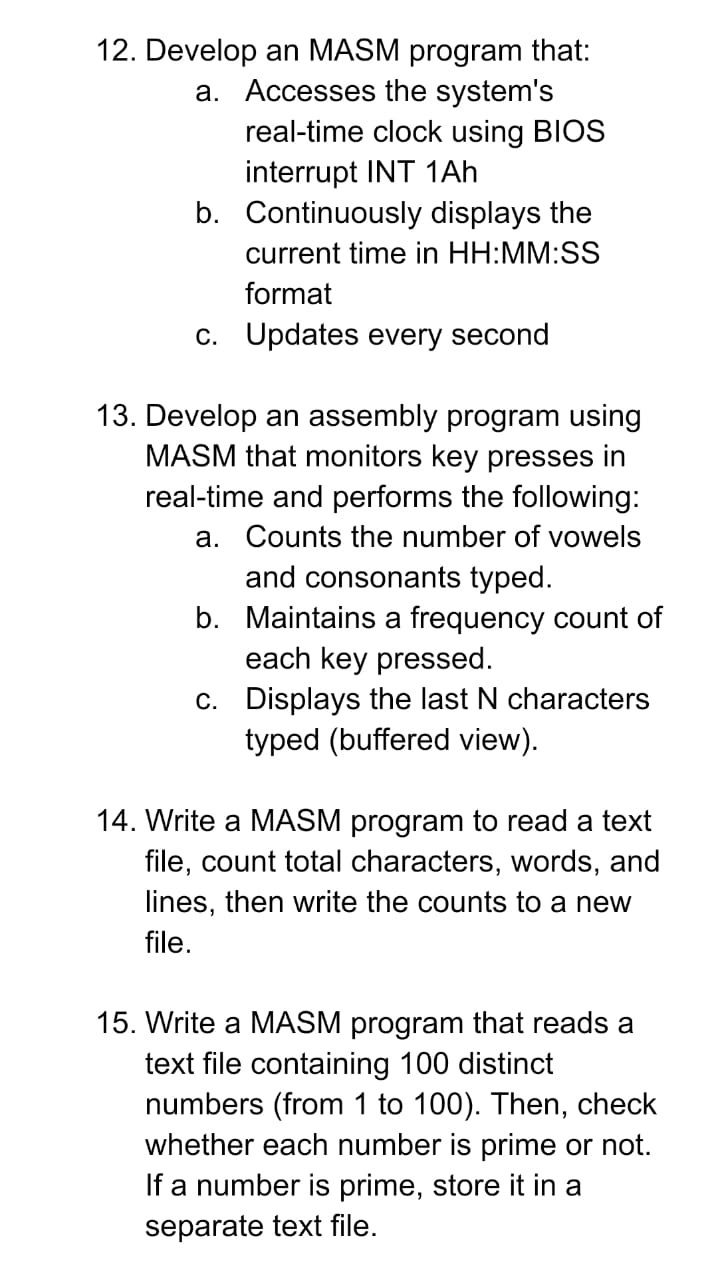 12. Develop an MASM program that:
a. Accesses the system's
real-time clock using BIOS
interrupt INT 1Ah
b. Continuously displays the
current time in HH:MM:SS
format
c. Updates every second
13. Develop an assembly program using
MASM that monitors key presses in
real-time and performs the following:
a. Counts the number of vowels
and consonants typed.
b. Maintains a frequency count of
each key pressed.
c. Displays the last N characters
typed (buffered view).
14. Write a MASM program to read a text
file, count total characters, words, and
lines, then write the counts to a new
file.
15. Write a MASM program that reads a
text file containing 100 distinct
numbers (from 1 to 100). Then, check
whether each number is prime or not.
If a number is prime, store it in a
separate text file.